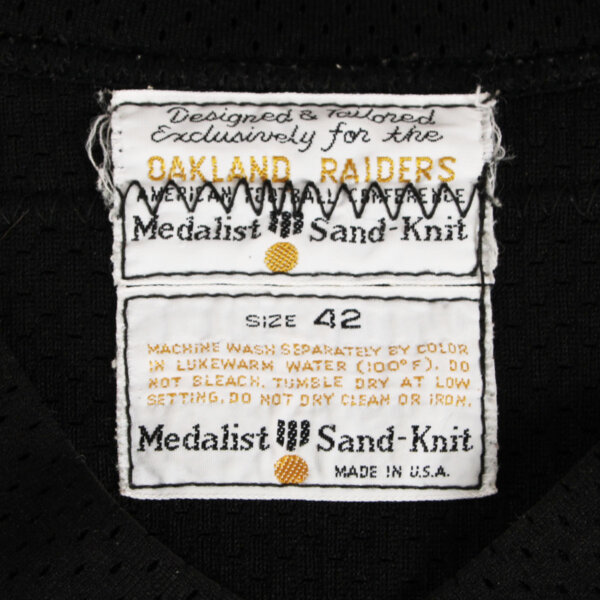 Designed & Tailored
Exclusively for the
OAKLAND RAIDERS
AMERICAN FOOTBALL CONFERENCE
Medalist Sand-Knit
SIZE 42
MACHINE WASH SEPARATELY BY COLOR
IN LUKEWARM WATER (100°F). DO
NOT BLEACH. TUMBLE DRY AT LOW
SETTING. DO NOT DRY CLEAN OR IRON.
Medalist Sand-Knit
MADE IN U.S.A.